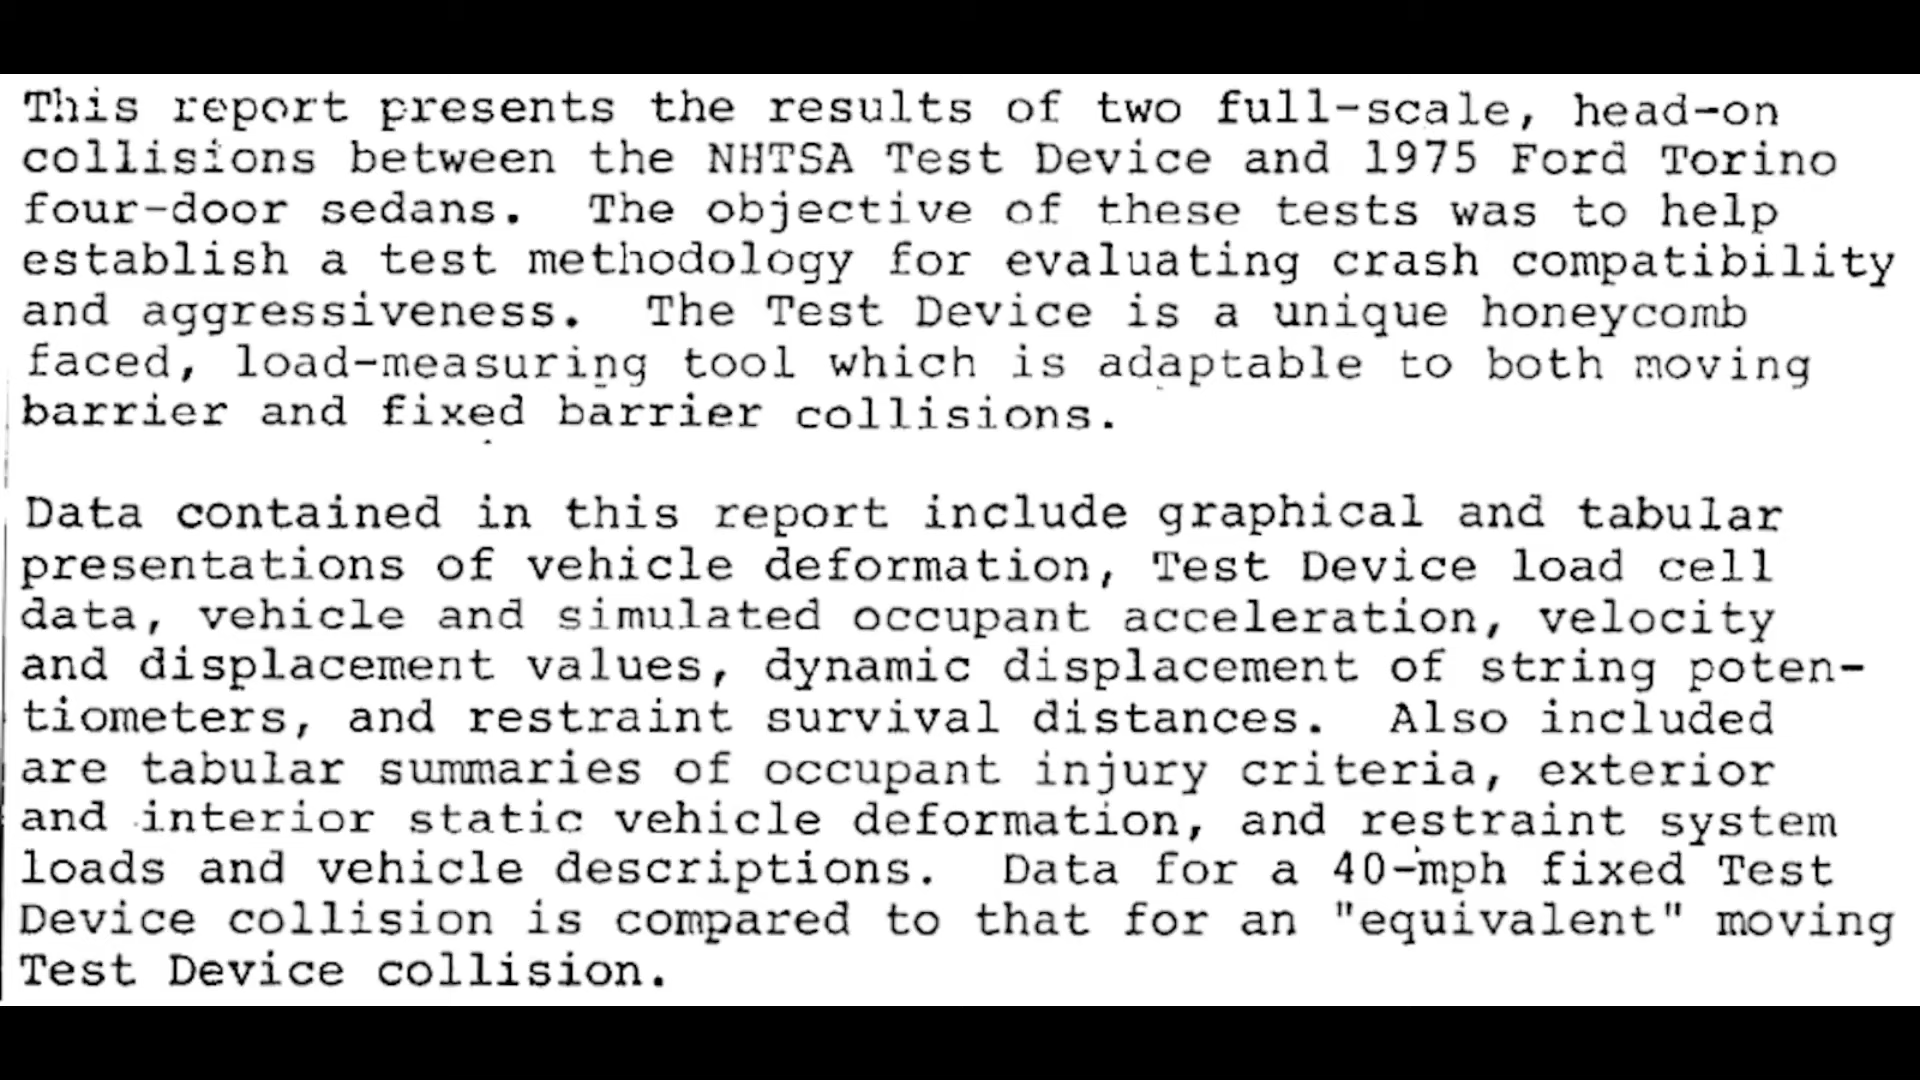 This report presents the results of two full-scale, head-on
collisions between the NHTSA Test Device and 1975 Ford Torino
four-door sedans. The objective of these tests was to help
establish a test methodology for evaluating crash compatibility
and aggressiveness. The Test Device is a unique honeycomb
faced, load-measuring tool which is adaptable to both moving
barrier and fixed barrier collisions.
Data contained in this report include graphical and tabular
presentations of vehicle deformation, Test Device load cell
data, vehicle and simulated occupant acceleration, velocity
and displacement values, dynamic displacement of string poten-
tiometers, and restraint survival distances. Also included
are tabular summaries of occupant injury criteria, exterior
and interior static vehicle deformation, and restraint system
loads and vehicle descriptions. Data for a 40-mph fixed Test
Device collision is compared to that for an "equivalent" moving
Test Device collision.